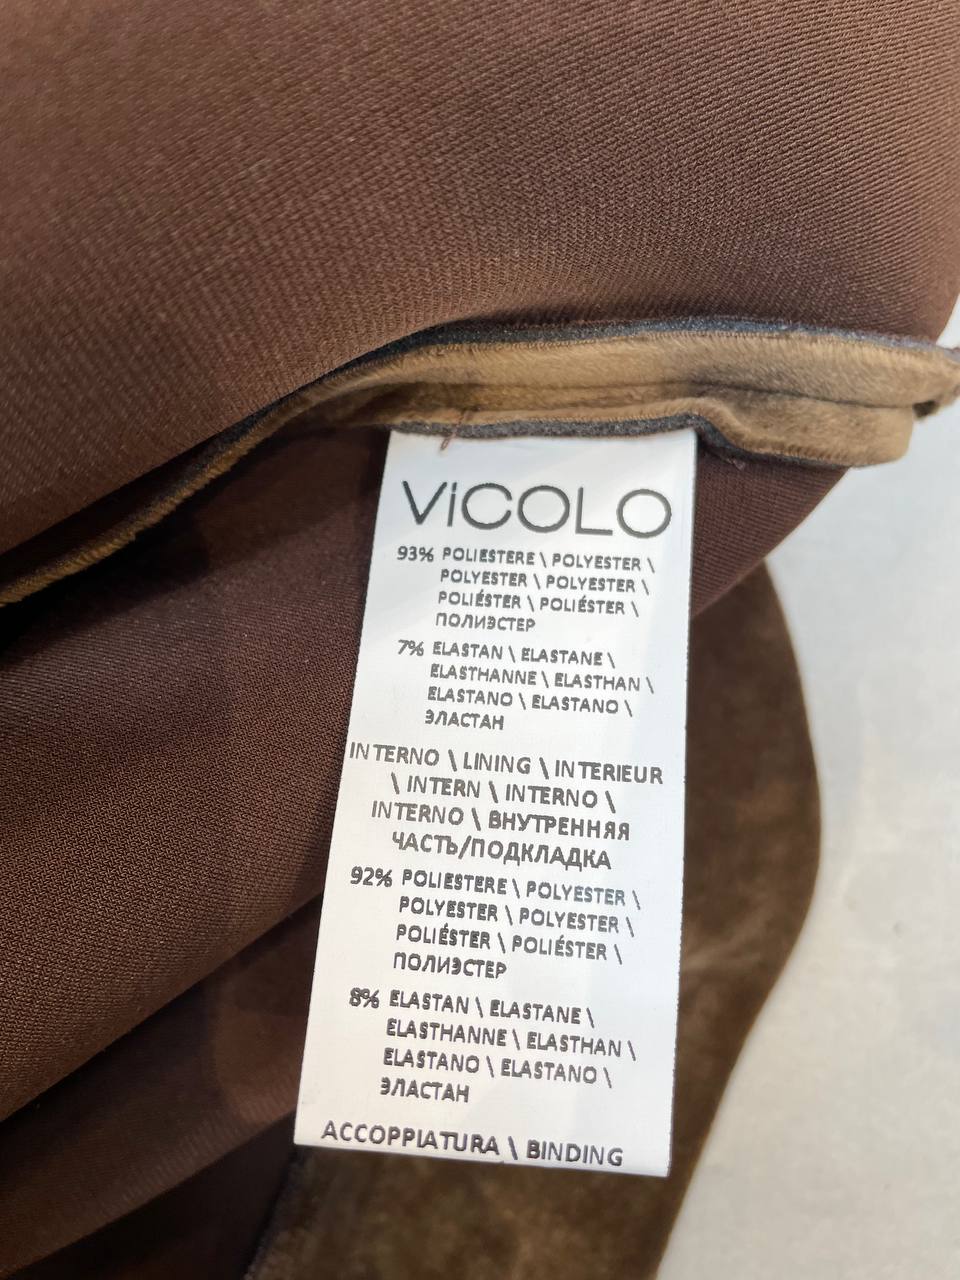 ViCOLO
93% POLIESTERE \ POLYESTER \
POLYESTER \ POLYESTER \
POLIÉSTER \ POLIÉSTER \
ПОЛИЭСТЕР
7% ELASTAN \ ELASTANE \
ELASTHANNE \ ELASTHAN \
ELASTANO \ ELASTANO \
ЭЛАСТАН
INTERNO \ LINING \ INTERIEUR
\ INTERN \ INTERNO \
INTERNO \ ВНУТРЕННЯЯ
ЧАСТЬ/ПОДКЛАДКА
92% POLIESTERE \ POLYESTER \
POLYESTER \ POLYESTER \
POLIÉSTER \ POLIÉSTER \
ПОЛИЭСТЕР
8% ELASTAN \ ELASTANE \
ELASTHANNE \ ELASTHAN \
ELASTANO \ ELASTANO \
ЭЛАСТАН
ACCOPPIATURA \ BINDING